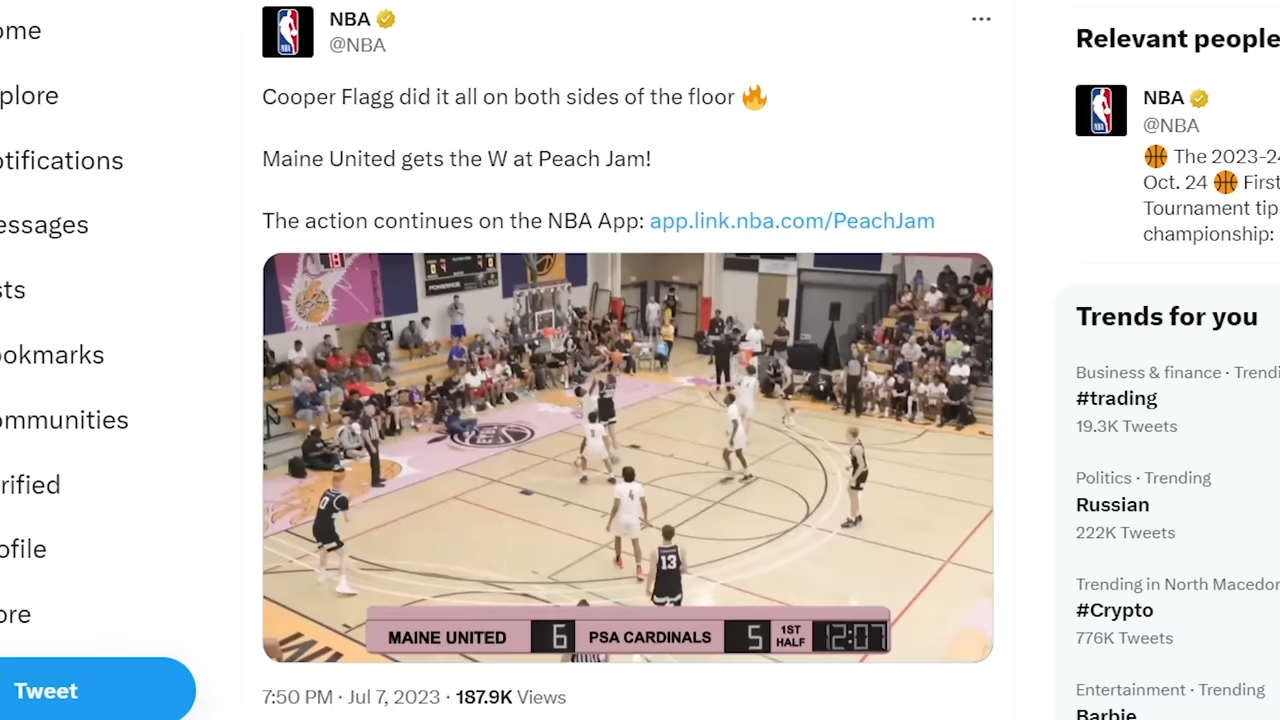 ome
plore
otifications
essages
sts
ookmarks
ommunities
rified
ofile
ore
Tweet
NBA
@NBA
Cooper Flagg did it all on both sides of the floor 🔥
Maine United gets the W at Peach Jam!
The action continues on the NBA App: app.link.nba.com/PeachJam
13
4
0
MAINE UNITED 6 PSA CARDINALS 5 1ST HALF 12:07
7:50 PM · Jul 7, 2023 · 187.9K Views
Relevant people
NBA
@NBA
🏀 The 2023-24
Oct. 24 🏀 First
Tournament tip
championship:
Trends for you
Business & finance · Trendi
#trading
19.3K Tweets
Politics · Trending
Russian
222K Tweets
Trending in North Macedon
#Crypto
776K Tweets
Entertainment · Trending
Barbie